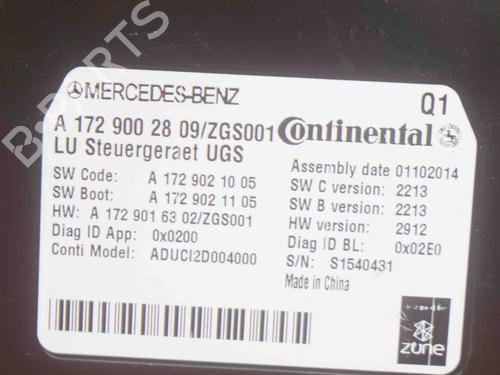 MERCEDES-BENZ Q1
A 172 900 28 09/ZGS001 Continental
LU Steuergeraet UGS
Assembly date 01102014
SW Code: A 172 902 10 05
SW C version: 2213
SW Boot: A 172 902 11 05
SW B version: 2213
HW: A 172 901 63 02/ZGS001
HW version: 2912
Diag ID App: 0x0200
Diag ID BL: 0x02E0
Conti Model: ADUCI2D004000
S/N: S1540431
Made in China
zune
B-PARTS